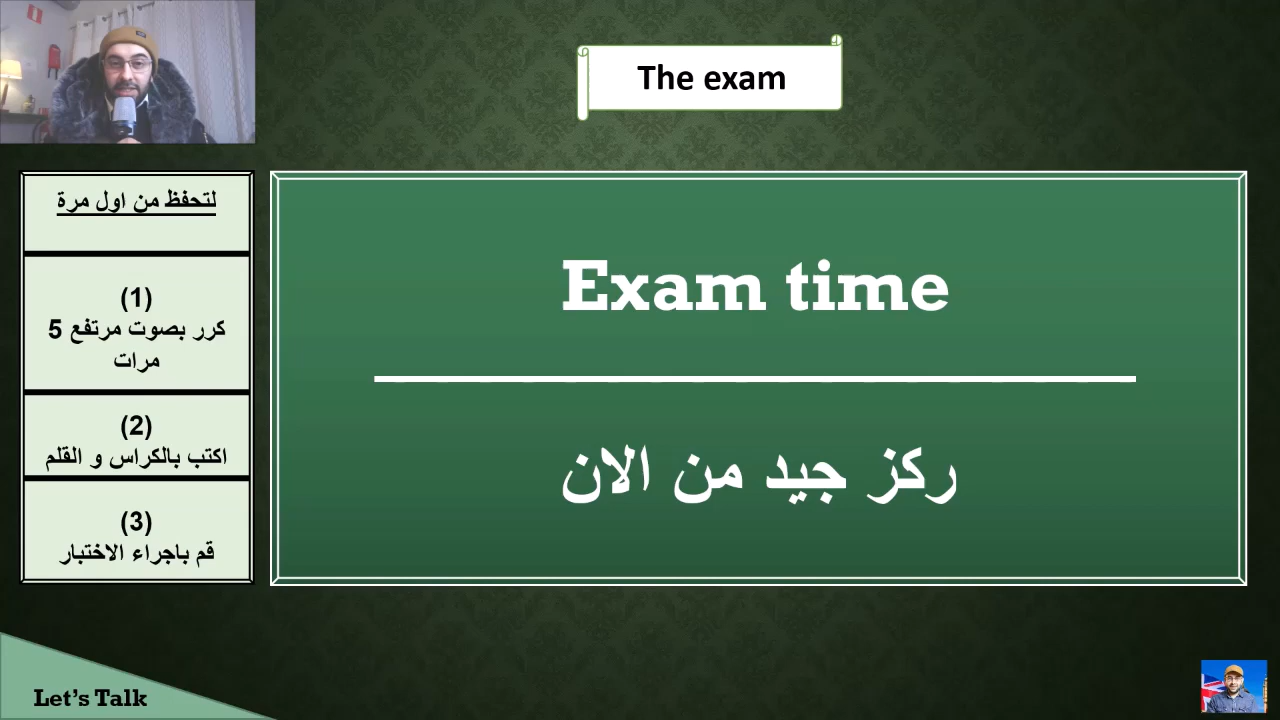 The exam
لتحفظ من اول مرة
(1)
كرر بصوت مرتفع 5
مرات
(2)
اكتب بالكراس و القلم
(3)
قم باجراء الاختبار
Exam time
ركز جيد من الان
Let's Talk